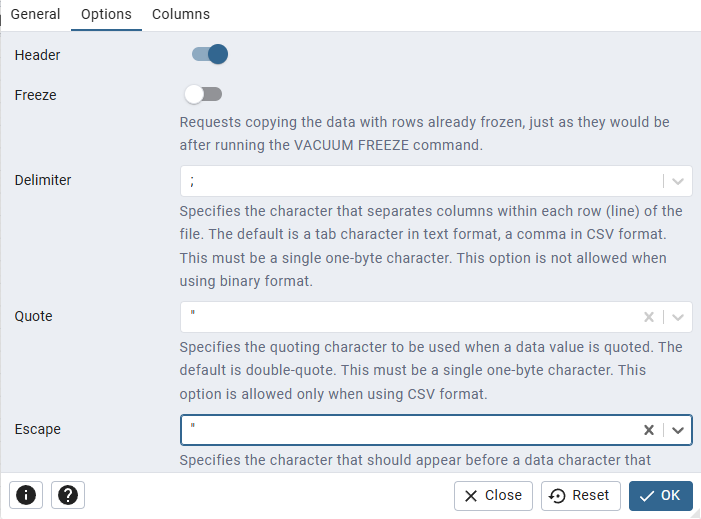 General Options Columns
Header
Freeze
Requests copying the data with rows already frozen, just as they would be
after running the VACUUM FREEZE command.
Delimiter
;
Specifies the character that separates columns within each row (line) of the
file. The default is a tab character in text format, a comma in CSV format.
This must be a single one-byte character. This option is not allowed when
using binary format.
Quote
"
Specifies the quoting character to be used when a data value is quoted. The
default is double-quote. This must be a single one-byte character. This
option is allowed only when using CSV format.
Escape
"
Specifies the character that should appear before a data character that
Close Reset OK